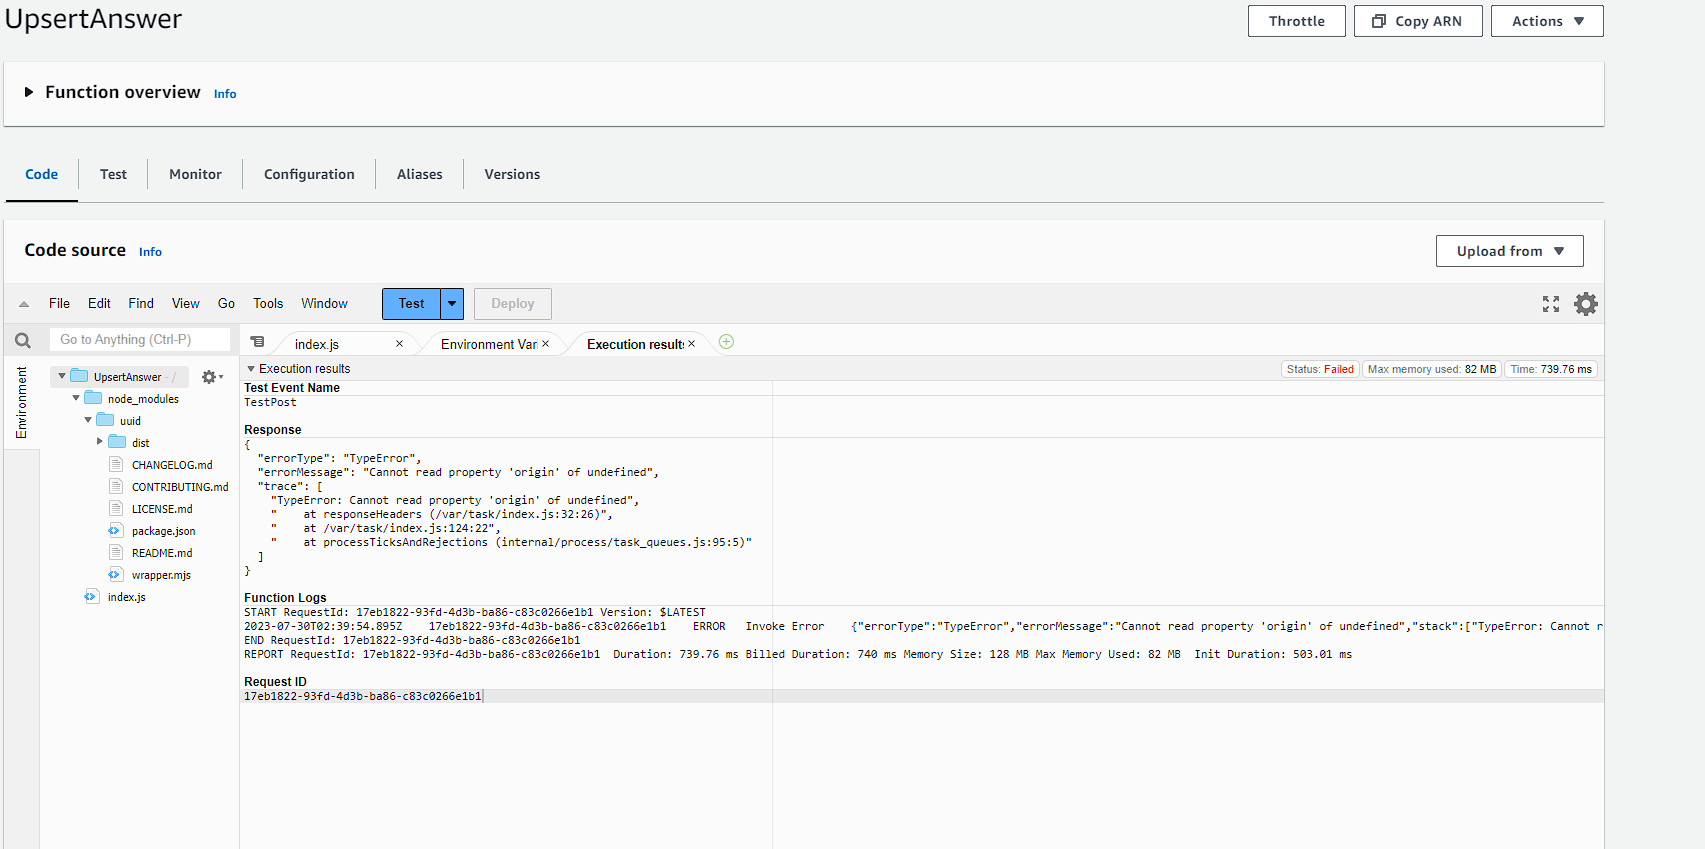 UpsertAnswer
Throttle
Copy ARN
Actions
Function overview Info
Code
Test
Monitor
Configuration
Aliases
Versions
Code source Info
Upload from
File Edit Find View Go Tools Window
Test
Deploy
Go to Anything (Ctrl-P)
index.js
Environment Var
Execution results
Environment
UpsertAnswer - /
node_modules
uuid
dist
CHANGELOG.md
CONTRIBUTING.md
LICENSE.md
package.json
README.md
wrapper.mjs
index.js
Execution results
Status: Failed
Max memory used: 82 MB
Time: 739.76 ms
Test Event Name
TestPost
Response
{
"errorType": "TypeError",
"errorMessage": "Cannot read property 'origin' of undefined",
"trace": [
"TypeError: Cannot read property 'origin' of undefined",
"    at responseHeaders (/var/task/index.js:32:26)",
"    at /var/task/index.js:124:22",
"    at processTicksAndRejections (internal/process/task_queues.js:95:5)"
]
}
Function Logs
START RequestId: 17eb1822-93fd-4d3b-ba86-c83c0266e1b1 Version: $LATEST
2023-07-30T02:39:54.895Z 17eb1822-93fd-4d3b-ba86-c83c0266e1b1 ERROR Invoke Error {"errorType":"TypeError","errorMessage":"Cannot read property 'origin' of undefined","stack":["TypeError: Cannot r
END RequestId: 17eb1822-93fd-4d3b-ba86-c83c0266e1b1
REPORT RequestId: 17eb1822-93fd-4d3b-ba86-c83c0266e1b1 Duration: 739.76 ms Billed Duration: 740 ms Memory Size: 128 MB Max Memory Used: 82 MB Init Duration: 503.01 ms
Request ID
17eb1822-93fd-4d3b-ba86-c83c0266e1b1